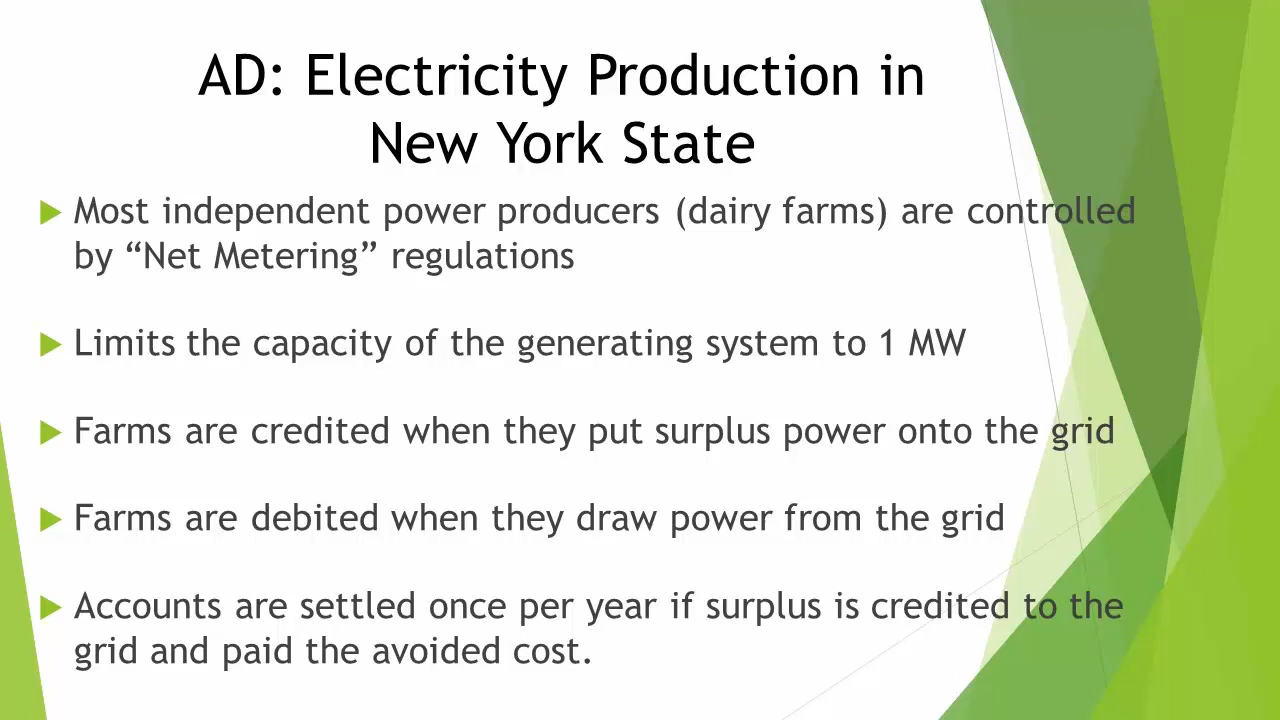 AD: Electricity Production in
New York State
Most independent power producers (dairy farms) are controlled
by “Net Metering” regulations
Limits the capacity of the generating system to 1 MW
Farms are credited when they put surplus power onto the grid
Farms are debited when they draw power from the grid
Accounts are settled once per year if surplus is credited to the
grid and paid the avoided cost.